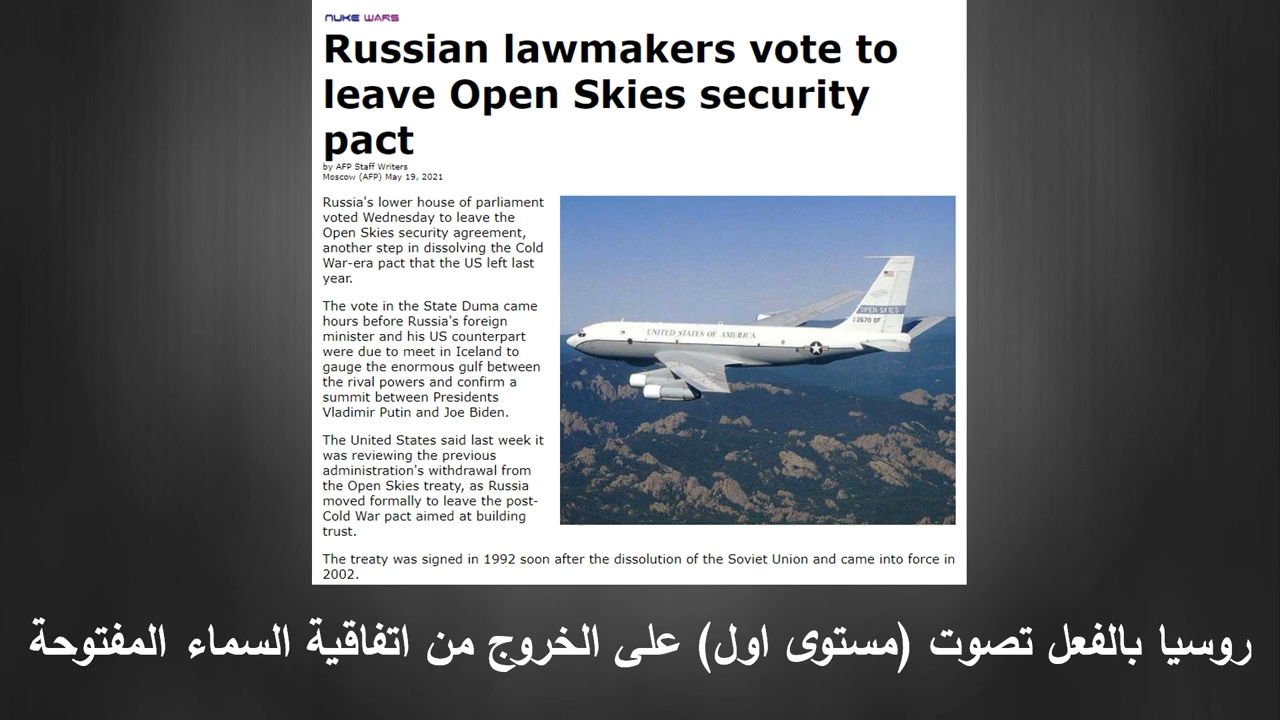 NUKE WARS
Russian lawmakers vote to
leave Open Skies security
pact
by AFP Staff Writers
Moscow (AFP) May 19, 2021
Russia's lower house of parliament
voted Wednesday to leave the
Open Skies security agreement,
another step in dissolving the Cold
War-era pact that the US left last
year.
The vote in the State Duma came
hours before Russia's foreign
minister and his US counterpart
were due to meet in Iceland to
gauge the enormous gulf between
the rival powers and confirm a
summit between Presidents
Vladimir Putin and Joe Biden.
The United States said last week it
was reviewing the previous
administration's withdrawal from
the Open Skies treaty, as Russia
moved formally to leave the post-
Cold War pact aimed at building
trust.
UNITED STATES OF AMERICA
OPEN SKIES
The treaty was signed in 1992 soon after the dissolution of the Soviet Union and came into force in
2002.
روسيا بالفعل تصوت (مستوى اول) على الخروج من اتفاقية السماء المفتوحة